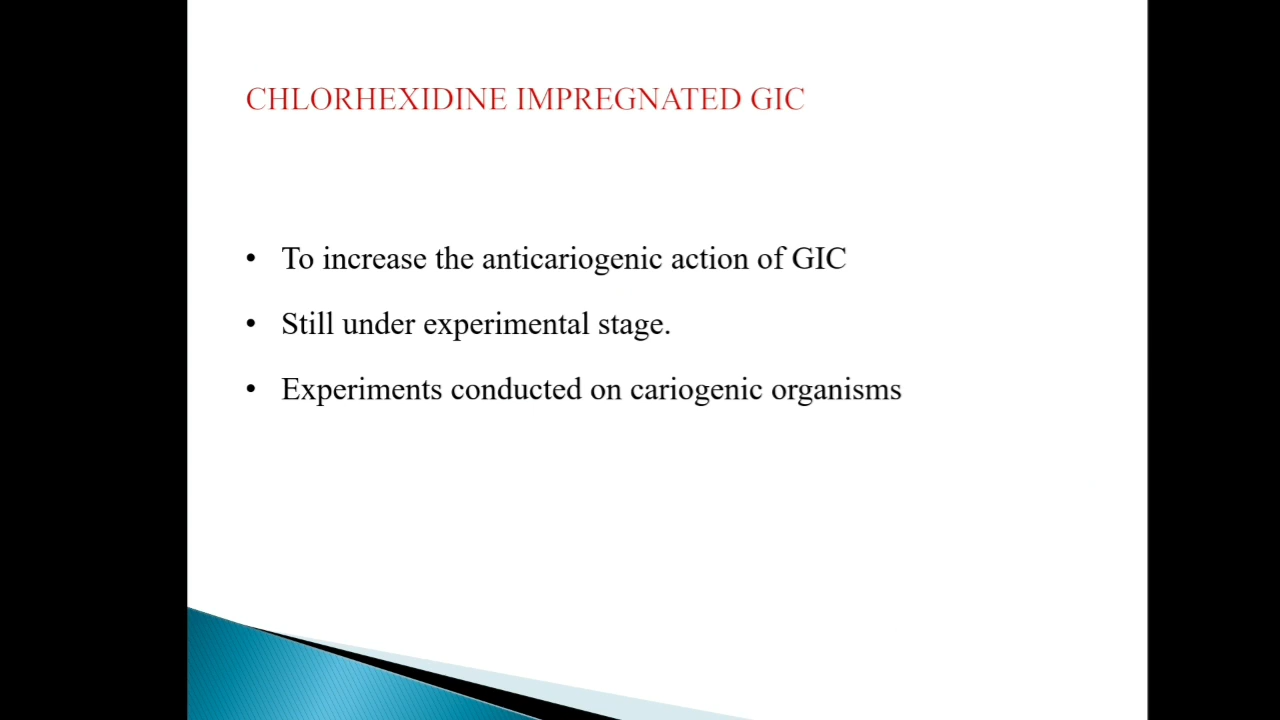 CHLORHEXIDINE IMPREGNATED GIC
• To increase the anticariogenic action of GIC
• Still under experimental stage.
• Experiments conducted on cariogenic organisms